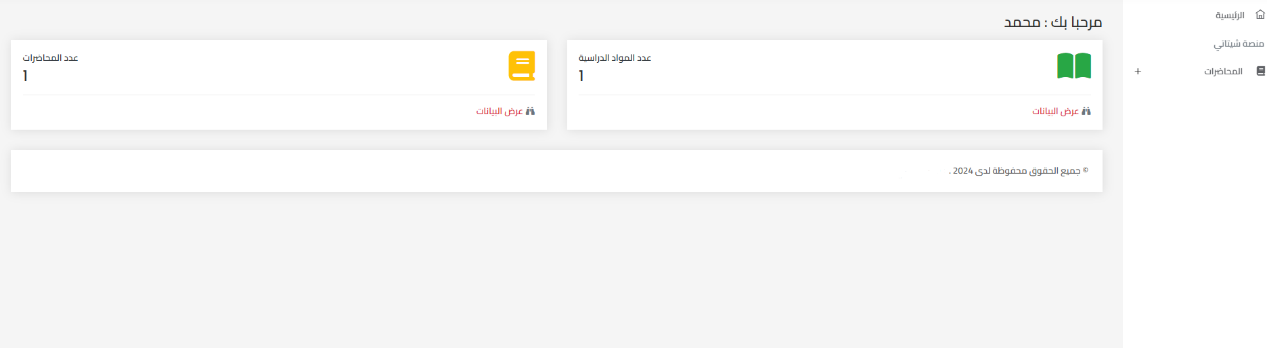 الرئيسية
منصة شيتاتي
المحاضرات
+
مرحبا بك : محمد
عدد المواد الدراسية
1
عرض البيانات
عدد المحاضرات
1
عرض البيانات
© جميع الحقوق محفوظة لدى 2024 .